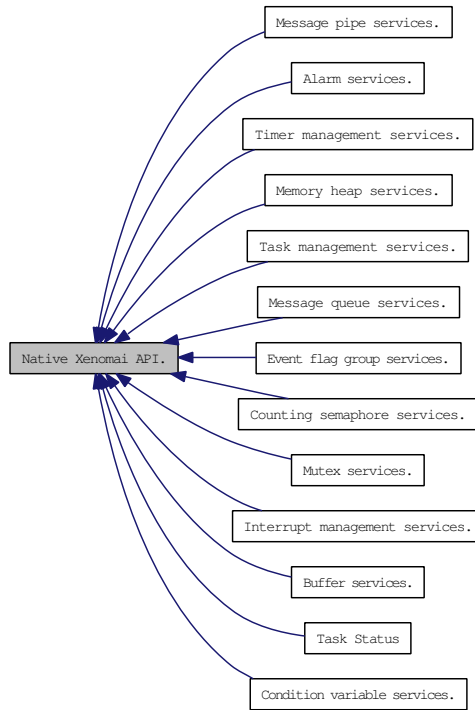 Message pipe services.
Alarm services.
Timer management services.
Memory heap services.
Task management services.
Message queue services.
Native Xenomai API.
Event flag group services.
Counting semaphore services.
Mutex services.
Interrupt management services.
Buffer services.
Task Status
Condition variable services.